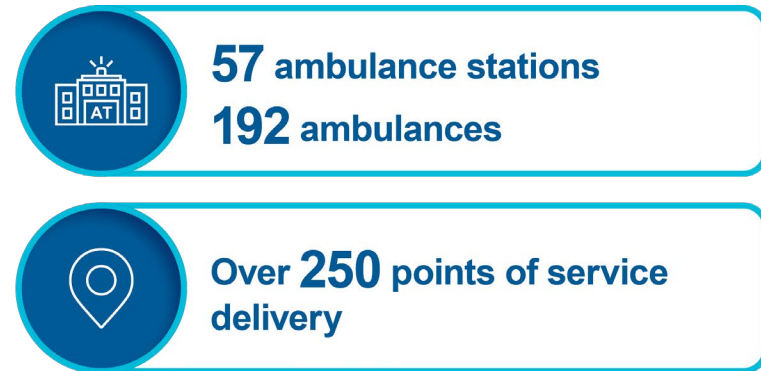 AT
57 ambulance stations
192 ambulances
Over 250 points of service
delivery